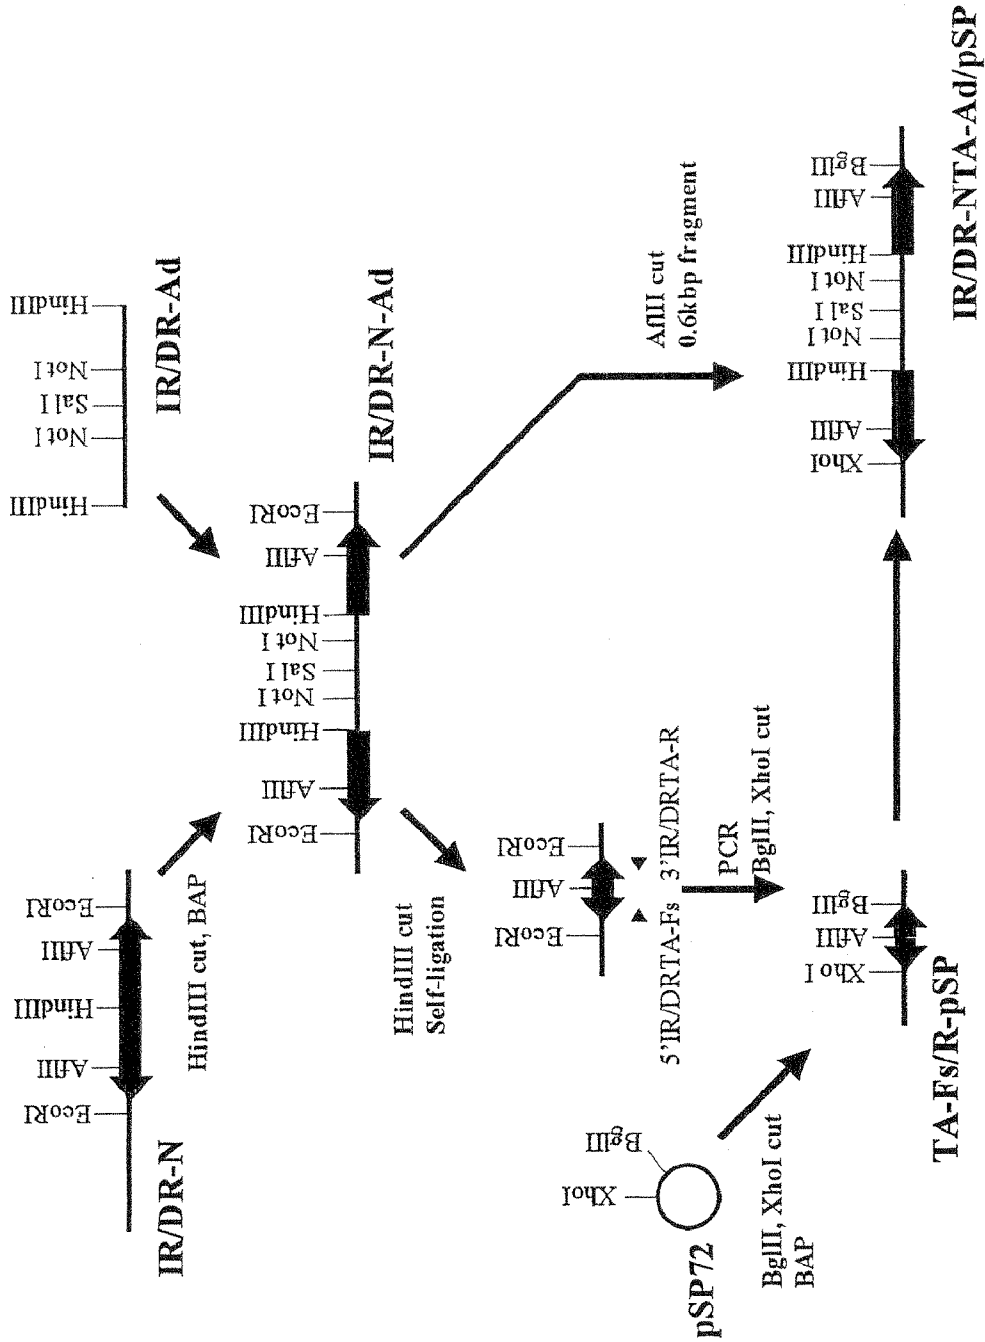 HindIII
Not I
Sal I
Not I
HindIII
IR/DR-Ad
EcoRI
AflII
HindIII
AflII
EcoRI
IR/DR-N
HindIII cut, BAP
EcoRI
AflII
HindIII
Not I
Sal I
Not I
HindIII
AflII
EcoRI
IR/DR-N-Ad
HindIII cut
Self-ligation
AflII cut
0.6kbp fragment
EcoRI
AflII
EcoRI
5'IR/DRTA-Fs
3'IR/DRTA-R
PCR
BglII, XhoI cut
XhoI
BglII
pSP72
BglII, XhoI cut
BAP
Xho I
AflII
BglII
TA-Fs/R-pSP
XhoI
AflII
HindIII
Not I
Sal I
Not I
HindIII
AflII
BglII
IR/DR-NTA-Ad/pSP